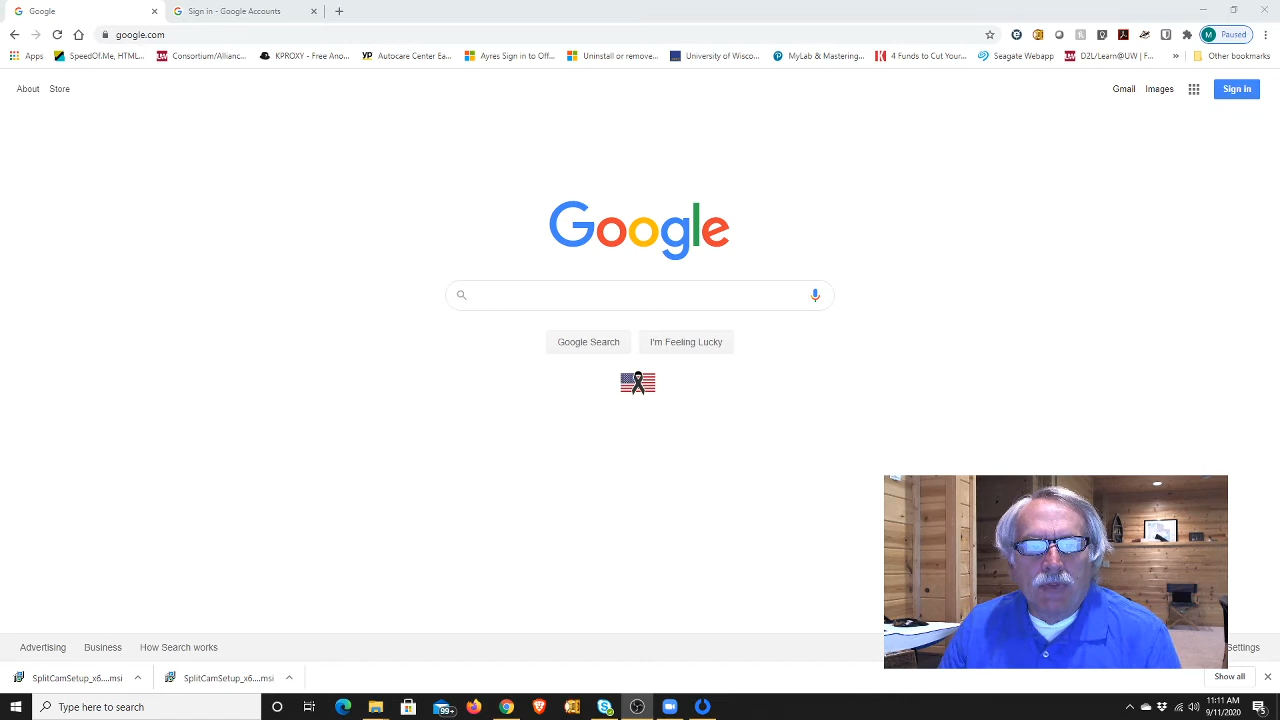 Google
Sign in - Google Accounts
google.com
M
Paused
Apps
SpeedOf.Me, HTML...
Consortium/Allianc...
KPROXY - Free Ano...
Autosave Center Ea...
Ayres Sign in to Off...
Uninstall or remove...
University of Wisco...
MyLab & Mastering...
4 Funds to Cut Your...
Seagate Webapp
D2L/Learn@UW | F...
»
Other bookmarks
About
Store
Gmail
Images
Sign in
Google
Google Search
I'm Feeling Lucky
Advertising
Business
How Search works
Settings
SplitCamSetup_x6....msi
SplitCamSetup_x6....msi
Show all
Type here to search
11:11 AM
9/11/2020